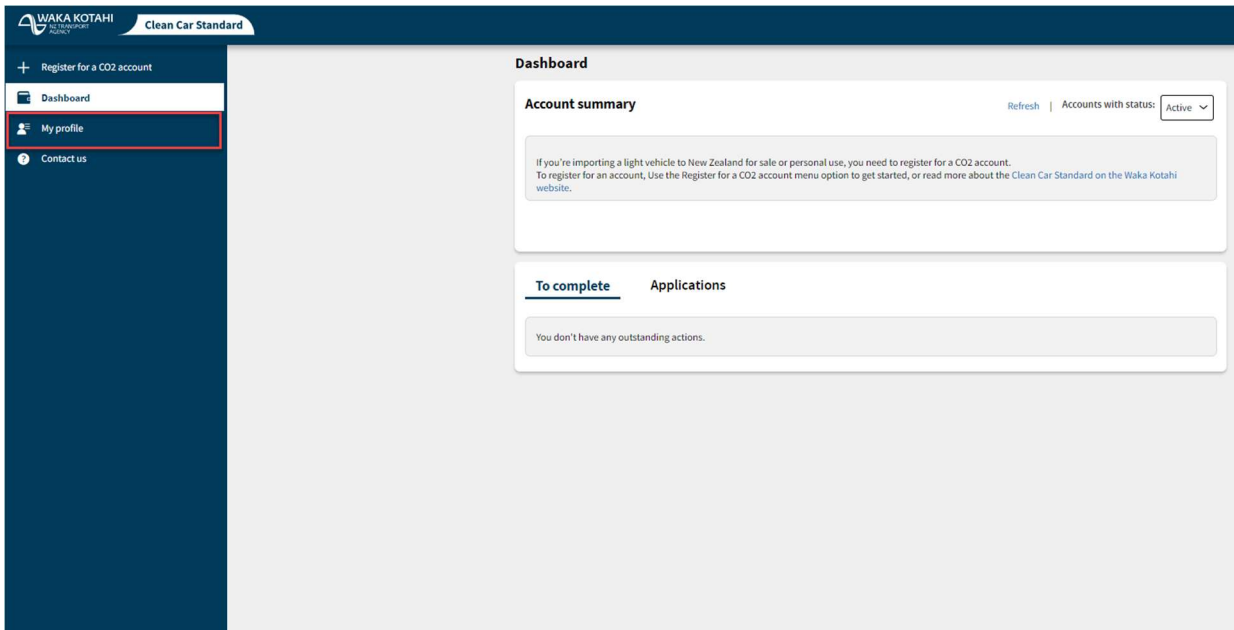 WAKA KOTAHI
NZ TRANSPORT
AGENCY
Clean Car Standard
Register for a CO2 account
Dashboard
My profile
Contact us
Dashboard
Account summary
Refresh | Accounts with status: Active
If you're importing a light vehicle to New Zealand for sale or personal use, you need to register for a CO2 account.
To register for an account, Use the Register for a CO2 account menu option to get started, or read more about the Clean Car Standard on the Waka Kotahi
website.
To complete Applications
You don't have any outstanding actions.